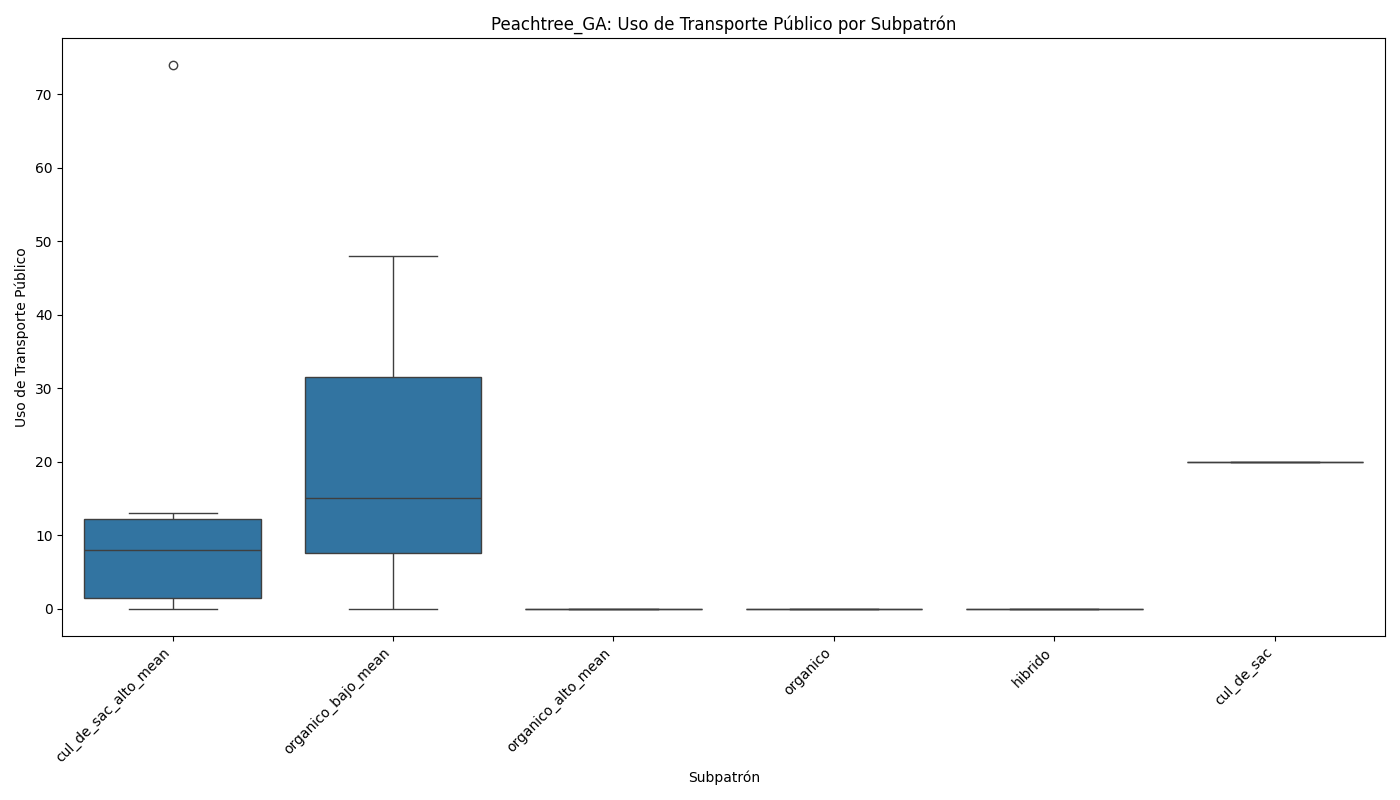 Peachtree_GA: Uso de Transporte Público por Subpatrón
Uso de Transporte Público
70
60
50
40
30
20
10
0
cul_de_sac_alto_mean
organico_bajo_mean
organico_alto_mean
organico
hibrido
cul_de_sac
Subpatrón